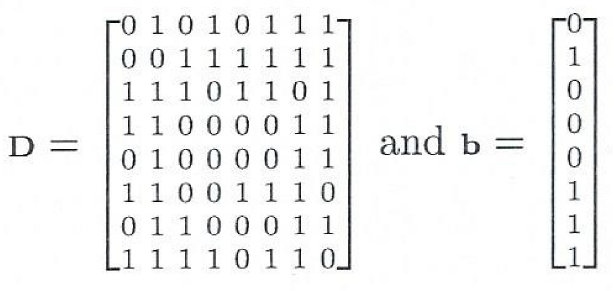 D = [0 1 0 1 0 1 1 1
0 0 1 1 1 1 1 1
1 1 1 0 1 1 0 1
1 1 0 0 0 0 1 1
0 1 0 0 0 0 1 1
1 1 0 0 1 1 1 0
0 1 1 0 0 0 1 1
1 1 1 1 0 1 1 0]
and b = [0
1
0
0
0
1
1
1]